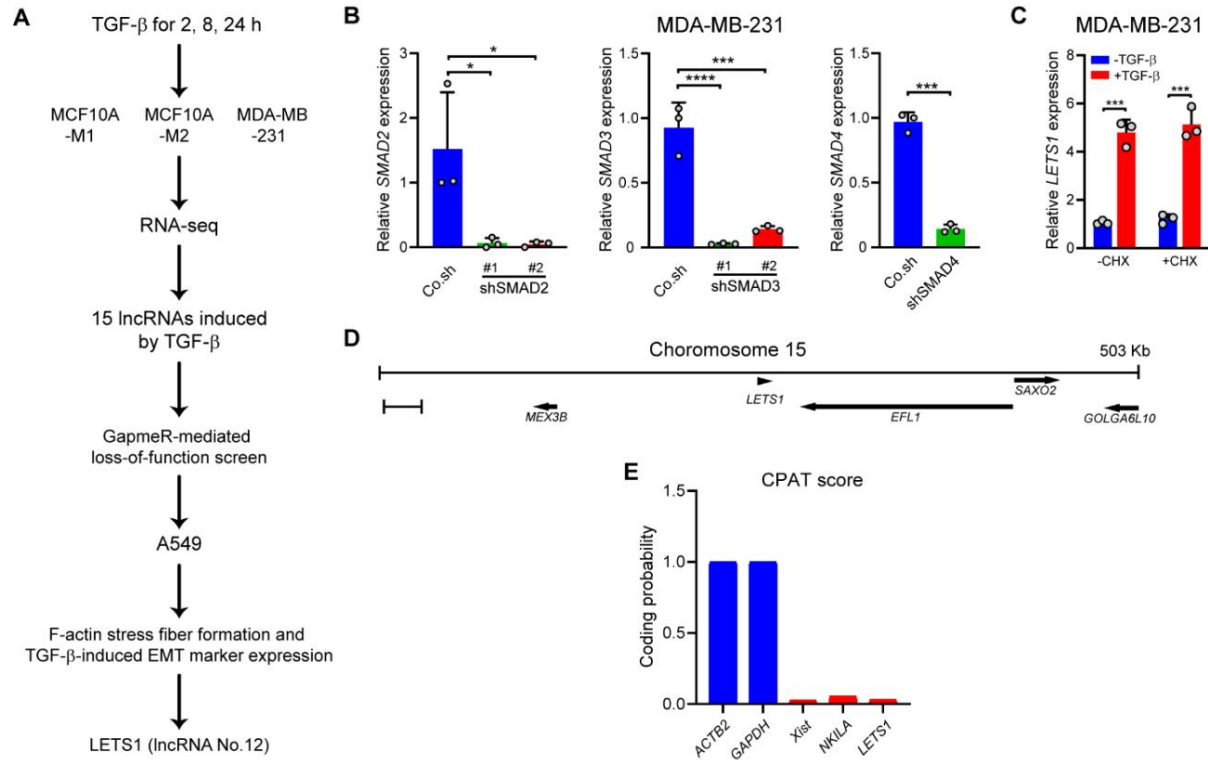 A
TGF-β for 2, 8, 24 h
MCF10A
-M1
MCF10A
-M2
MDA-MB
-231
RNA-seq
15 lncRNAs induced
by TGF-β
GapmeR-mediated
loss-of-function screen
A549
F-actin stress fiber formation and
TGF-β-induced EMT marker expression
LETS1 (lncRNA No.12)
B
MDA-MB-231
Relative SMAD2 expression
3
2
1
0
*
*
Co.sh
#1
#2
shSMAD2
Relative SMAD3 expression
1.5
1.0
0.5
0
***
****
Co.sh
#1
#2
shSMAD3
Relative SMAD4 expression
1.5
1.0
0.5
0
***
Co.sh
shSMAD4
C
MDA-MB-231
-TGF-β
+TGF-β
Relative LETS1 expression
8
6
4
2
0
***
***
-CHX
+CHX
D
Choromosome 15
503 Kb
LETS1
SAXO2
MEX3B
EFL1
GOLGA6L10
E
CPAT score
Coding probability
1.5
1.0
0.5
0.0
ACTB2
GAPDH
Xist
NKILA
LETS1